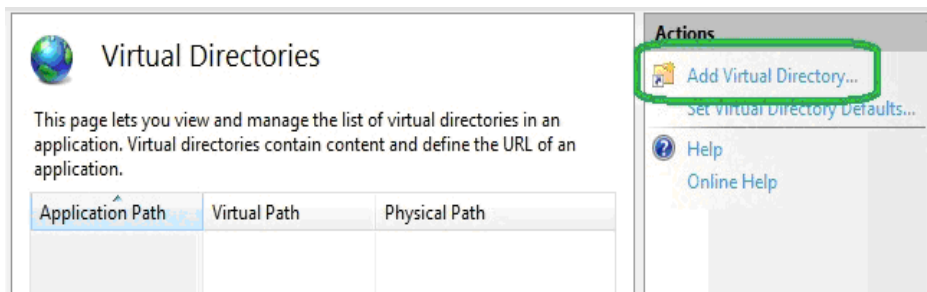 Virtual Directories
This page lets you view and manage the list of virtual directories in an
application. Virtual directories contain content and define the URL of an
application.
Application Path Virtual Path Physical Path
Actions
Add Virtual Directory...
Set Virtual Directory Defaults...
Help
Online Help